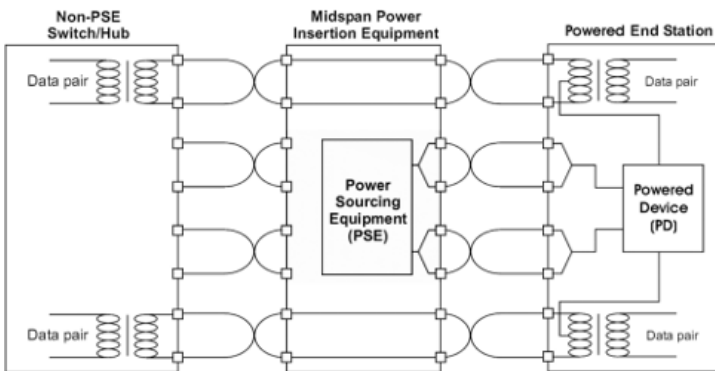 Non-PSE
Switch/Hub
Midspan Power
Insertion Equipment
Powered End Station
Data pair
Data pair
Power
Sourcing
Equipment
(PSE)
Powered
Device
(PD)
Data pair
Data pair